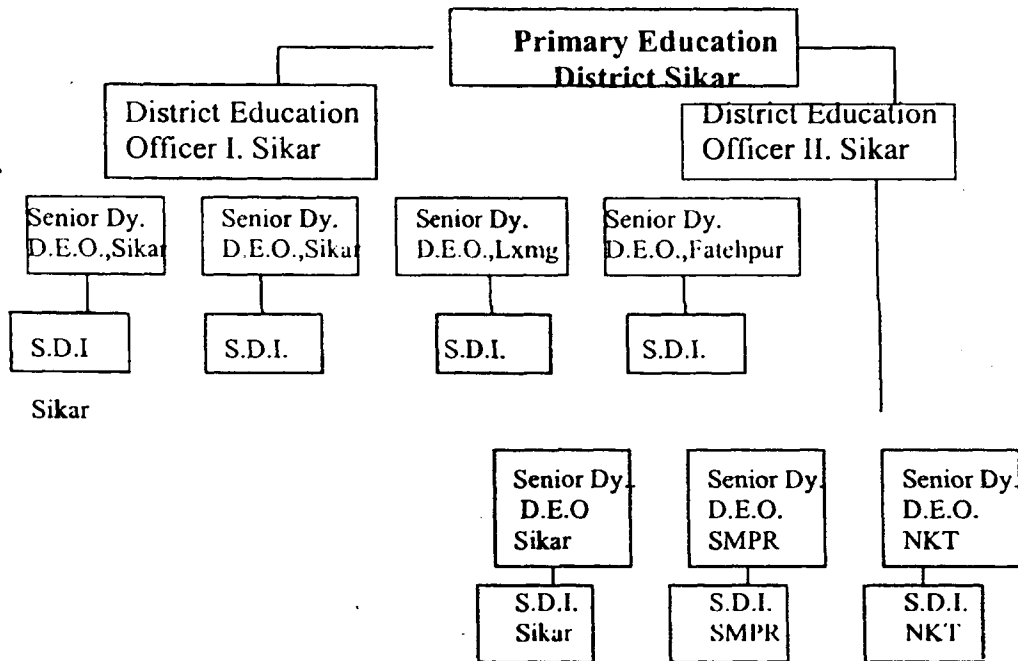 Primary Education
District Sikar
District Education
Officer I. Sikar
District Education
Officer II. Sikar
Senior Dy.
D.E.O.,Sikar
Senior Dy.
D.E.O.,Sikar
Senior Dy.
D.E.O.,Lxmg
Senior Dy.
D.E.O.,Fatehpur
S.D.I
S.D.I.
S.D.I.
S.D.I.
Sikar
Senior Dy.
D.E.O
Sikar
Senior Dy.
D.E.O.
SMPR
Senior Dy.
D.E.O.
NKT
S.D.I.
Sikar
S.D.I.
SMPR
S.D.I.
NKT